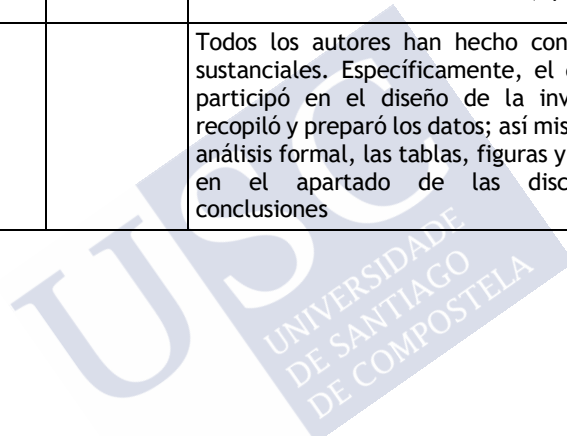 Todos los autores han hecho con
sustanciales. Específicamente, el
participó en el diseño de la inv
recopiló y preparó los datos; así mis
análisis formal, las tablas, figuras y
en el apartado de las disc
conclusiones
USC
UNIVERSIDADE
DE SANTIAGO
DE COMPOSTELA